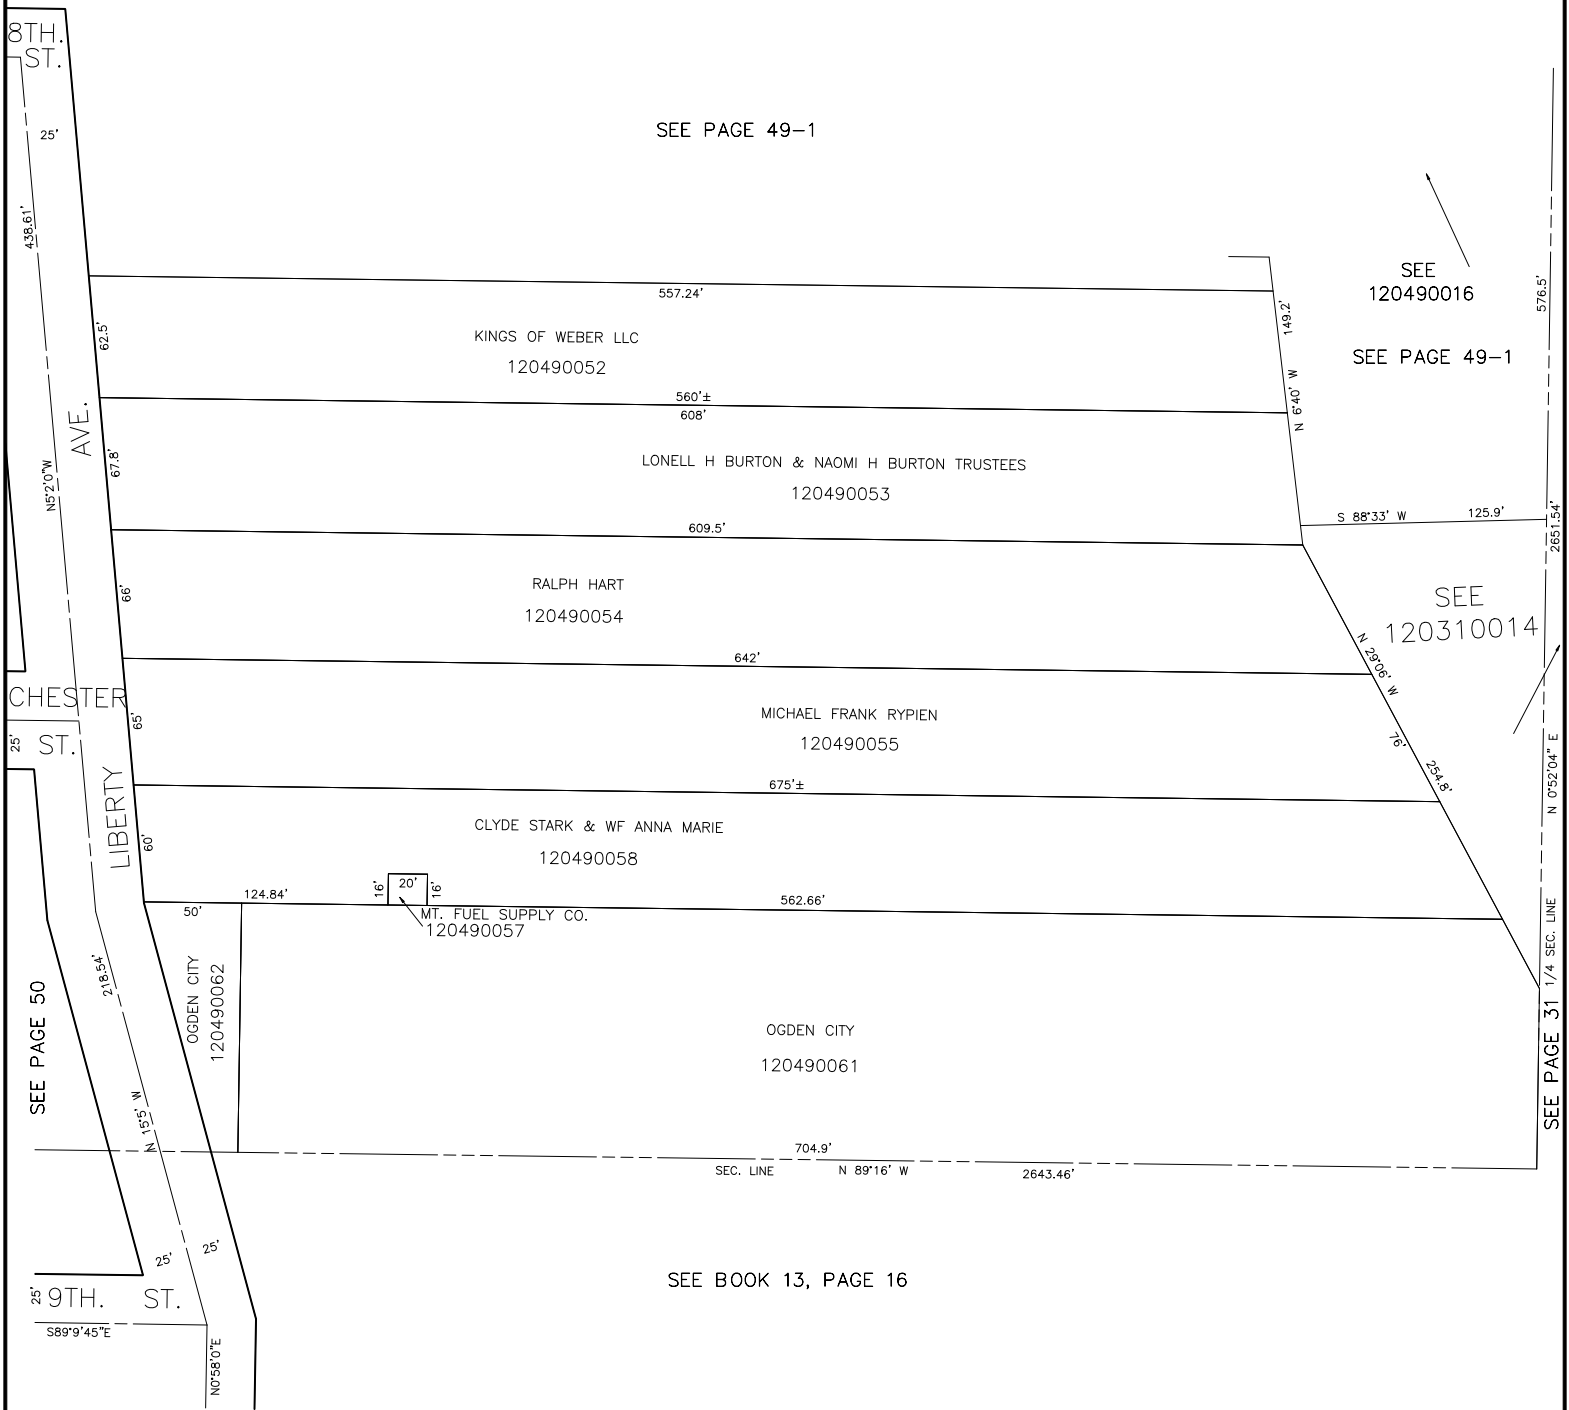 8TH.
ST.
25'
438.61'
SEE PAGE 49-1
SEE
120490016
576.5'
SEE PAGE 49-1
557.24'
149.2'
62.5'
KINGS OF WEBER LLC
120490052
N 6°40' W
560'±
608'
AVE.
67.8'
N5°2'0"W
LONELL H BURTON & NAOMI H BURTON TRUSTEES
120490053
S 88°33' W
125.9'
2651.54'
609.5'
66'
RALPH HART
120490054
SEE
120310014
N 29°06' W
642'
CHESTER
ST.
25'
65'
MICHAEL FRANK RYPIEN
120490055
76'
254.8'
N 0°52'04" E
675'±
LIBERTY
60'
CLYDE STARK & WF ANNA MARIE
120490058
16'
20'
16'
124.84'
562.66'
50'
MT. FUEL SUPPLY CO.
120490057
1/4 SEC. LINE
218.54'
OGDEN CITY
120490062
SEE PAGE 50
OGDEN CITY
120490061
SEE PAGE 31
N 15°5' W
704.9'
SEC. LINE
N 89°16' W
2643.46'
25'
25'
SEE BOOK 13, PAGE 16
25'
9TH. ST.
S89°9'45"E
N0°58'0"E